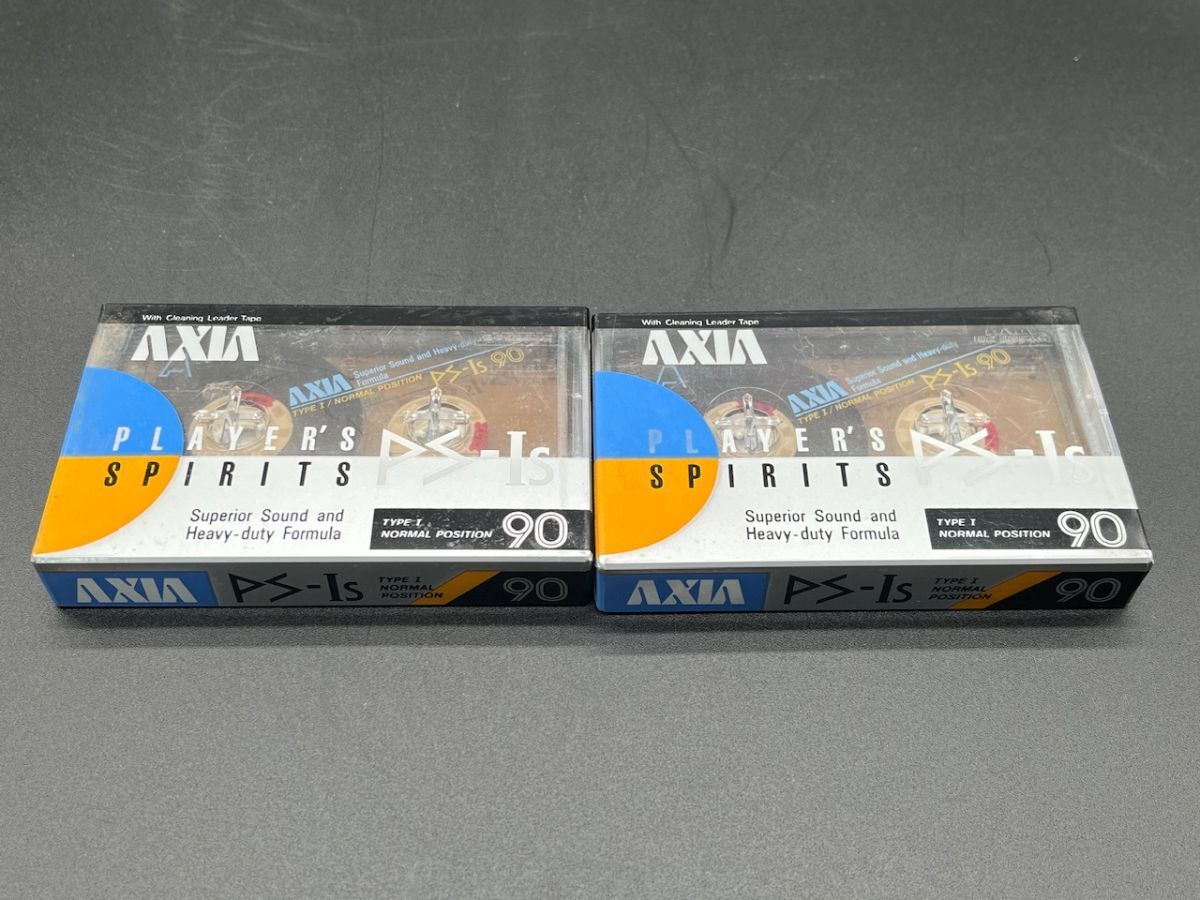 With Cleaning Leader Tape
AXIA
A
AXIA Superior Sound and Heavy-duty Formula
TYPE I / NORMAL POSITION PS-Is 90
PLAYER'S
SPIRITS
PS-Is
Superior Sound and
Heavy-duty Formula
TYPE I
NORMAL POSITION 90
AXIA PS-Is TYPE I NORMAL POSITION 90
With Cleaning Leader Tape
AXIA
A
AXIA Superior Sound and Heavy-duty Formula
TYPE I / NORMAL POSITION PS-Is 90
PLAYER'S
SPIRITS
PS-Is
Superior Sound and
Heavy-duty Formula
TYPE I
NORMAL POSITION 90
AXIA PS-Is TYPE I NORMAL POSITION 90